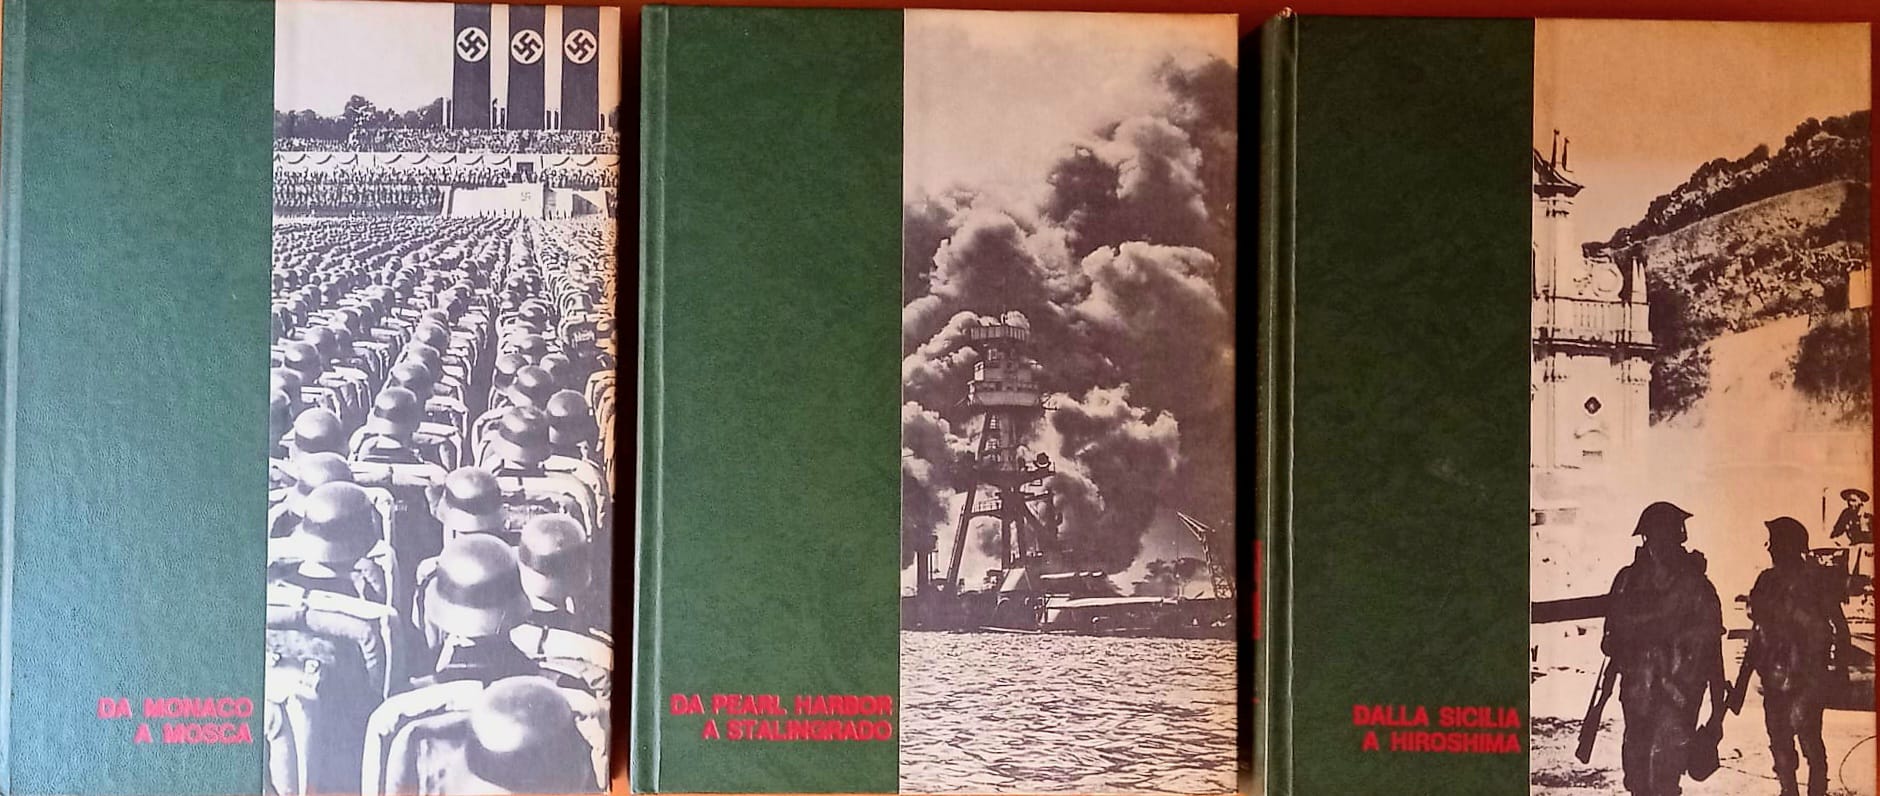 DA MONACO
A MOSCA
DA PEARL HARBOR
A STALINGRADO
DALLA SICILIA
A HIROSHIMA